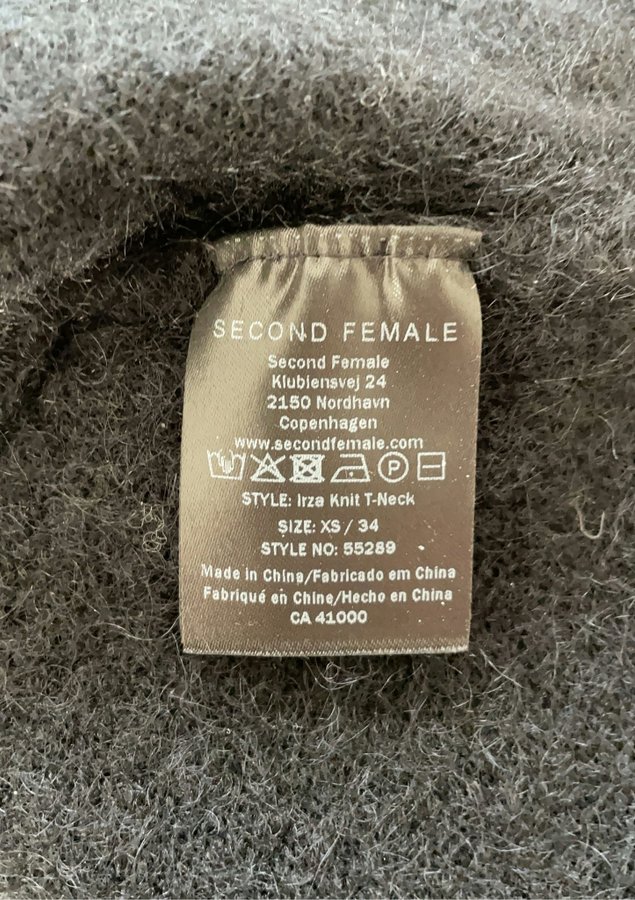 SECOND FEMALE
Second Female
Klubiensvej 24
2150 Nordhavn
Copenhagen
www.secondfemale.com
P
STYLE: Irza Knit T-Neck
SIZE: XS / 34
STYLE NO: 55289
Made in China/Fabricado em China
Fabriqué en Chine/Hecho en China
CA 41000